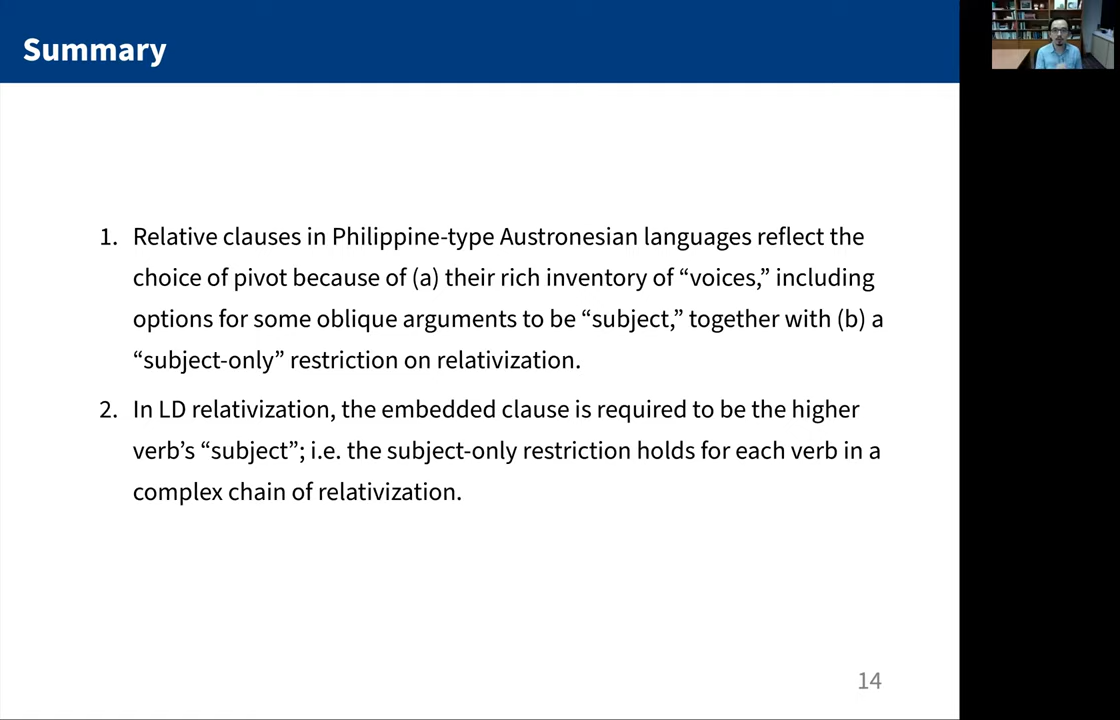 Summary
1. Relative clauses in Philippine-type Austronesian languages reflect the
choice of pivot because of (a) their rich inventory of “voices,” including
options for some oblique arguments to be “subject,” together with (b) a
“subject-only” restriction on relativization.
2. In LD relativization, the embedded clause is required to be the higher
verb’s “subject”; i.e. the subject-only restriction holds for each verb in a
complex chain of relativization.
14